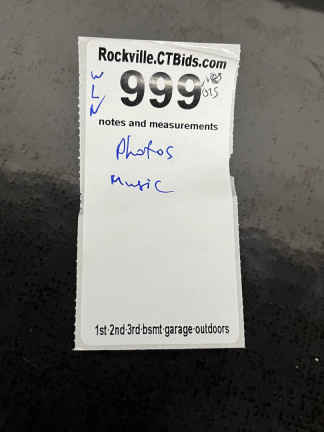 Rockville.CTBids.com
W
L
N
999
notes and measurements
Photos
Music
1st·2nd·3rd·bsmt·garage·outdoors